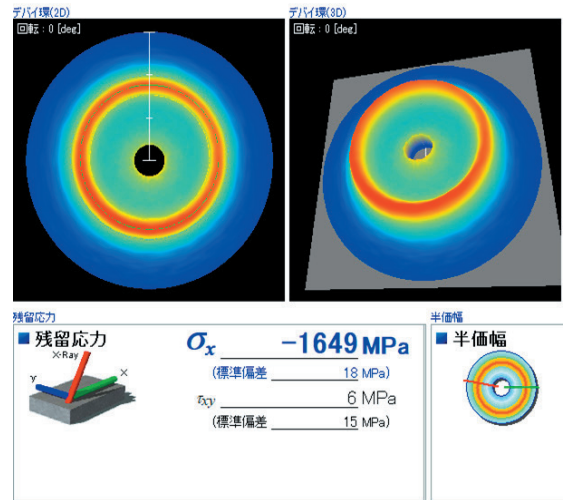 デバイ環(2D)
回転:0 [deg]
デバイ環(3D)
回転:0 [deg]
残留応力
■ 残留応力
X-Ray
y
X
σx -1649 MPa
(標準偏差 18 MPa)
τxy 6 MPa
(標準偏差 15 MPa)
半価幅
■ 半価幅